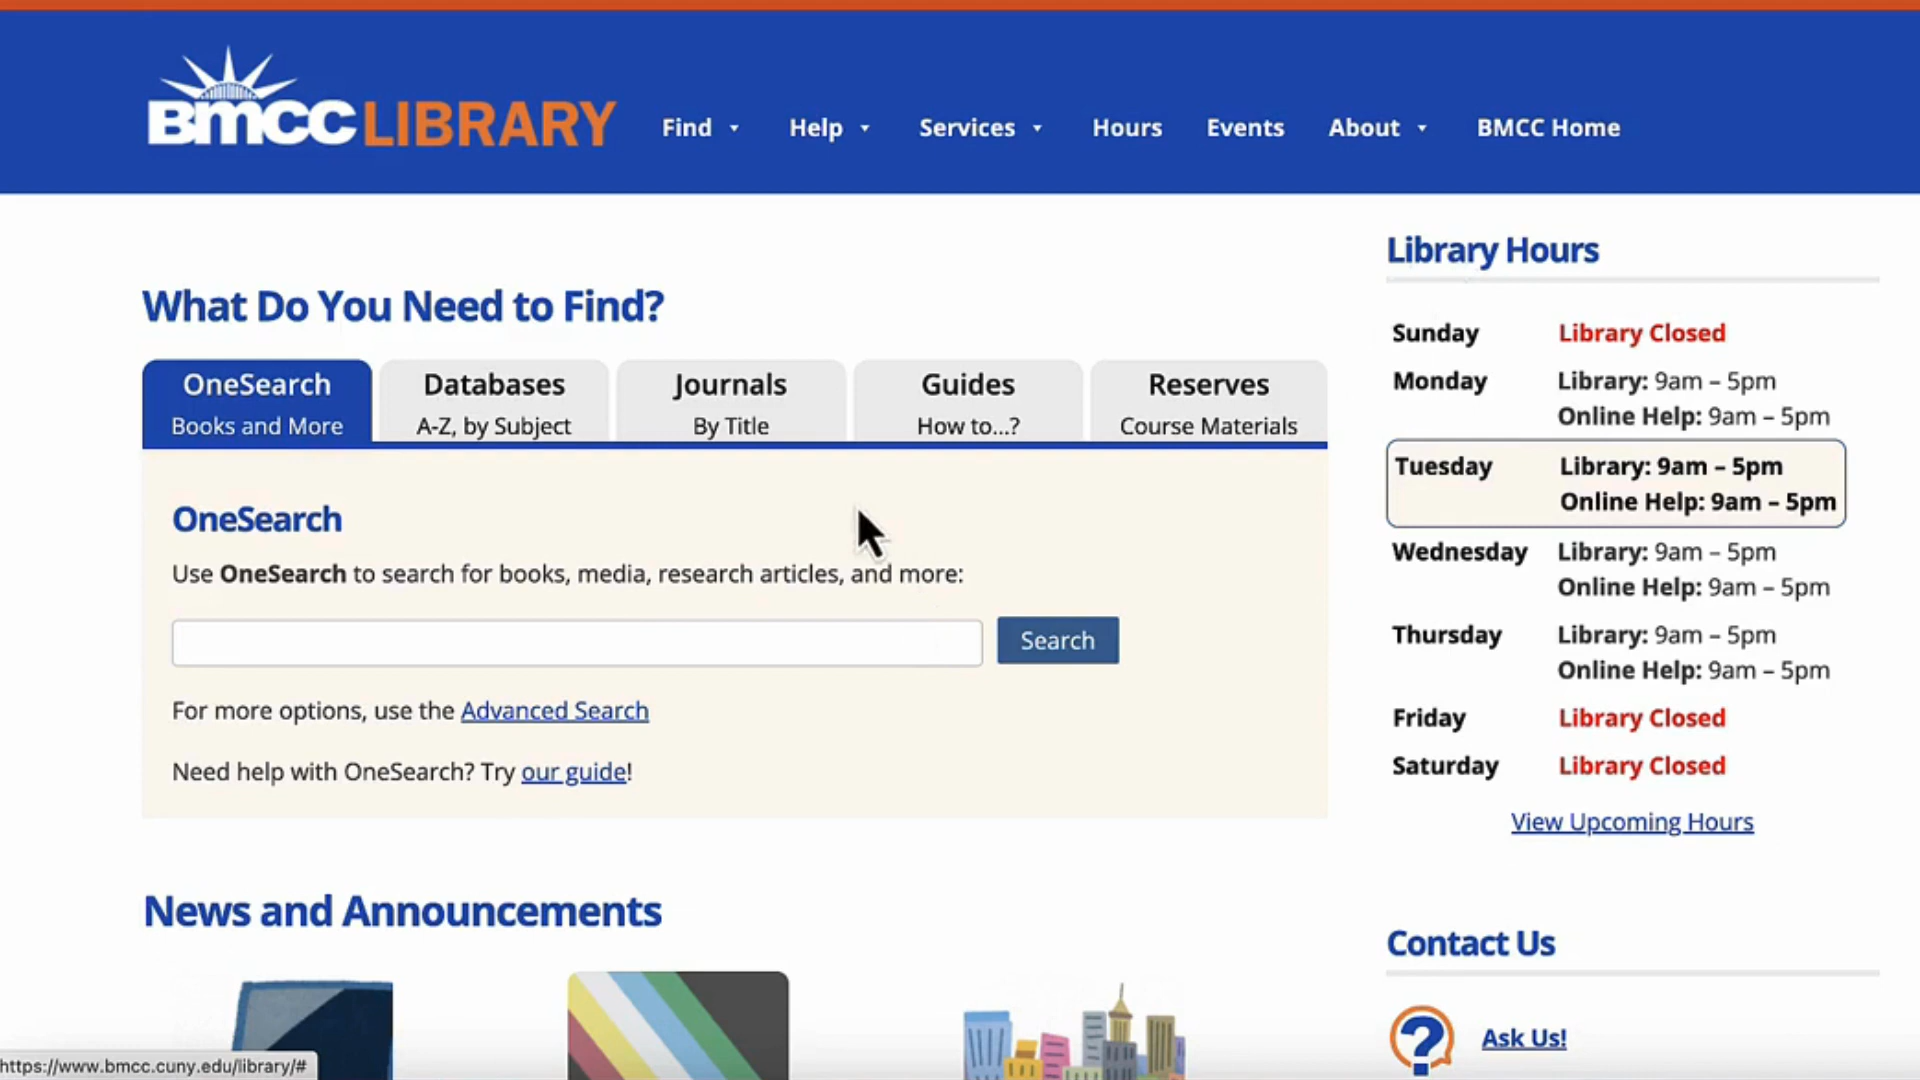 BMCC LIBRARY
Find Help Services Hours Events About BMCC Home
What Do You Need to Find?
OneSearch
Books and More
Databases
A-Z, by Subject
Journals
By Title
Guides
How to...?
Reserves
Course Materials
OneSearch
Use OneSearch to search for books, media, research articles, and more:
Search
For more options, use the Advanced Search
Need help with OneSearch? Try our guide!
News and Announcements
Library Hours
Sunday Library Closed
Monday Library: 9am – 5pm
Online Help: 9am – 5pm
Tuesday Library: 9am – 5pm
Online Help: 9am – 5pm
Wednesday Library: 9am – 5pm
Online Help: 9am – 5pm
Thursday Library: 9am – 5pm
Online Help: 9am – 5pm
Friday Library Closed
Saturday Library Closed
View Upcoming Hours
Contact Us
? Ask Us!
https://www.bmcc.cuny.edu/library/#